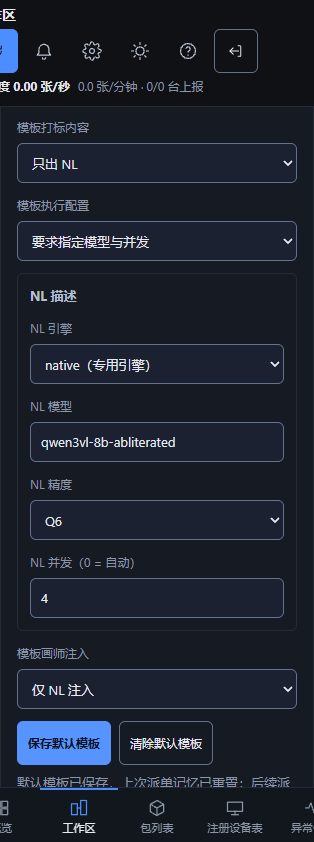 作区
度 0.00 张/秒 0.0 张/分钟 · 0/0 台上报
模板打标内容
只出 NL
模板执行配置
要求指定模型与并发
NL 描述
NL 引擎
native（专用引擎）
NL 模型
qwen3vl-8b-abliterated
NL 精度
Q6
NL 并发（0 = 自动）
4
模板画师注入
仅 NL 注入
保存默认模板 清除默认模板
默认模板已保存，上次派单记忆已重置；后续派
览 工作区 包列表 注册设备表 异常